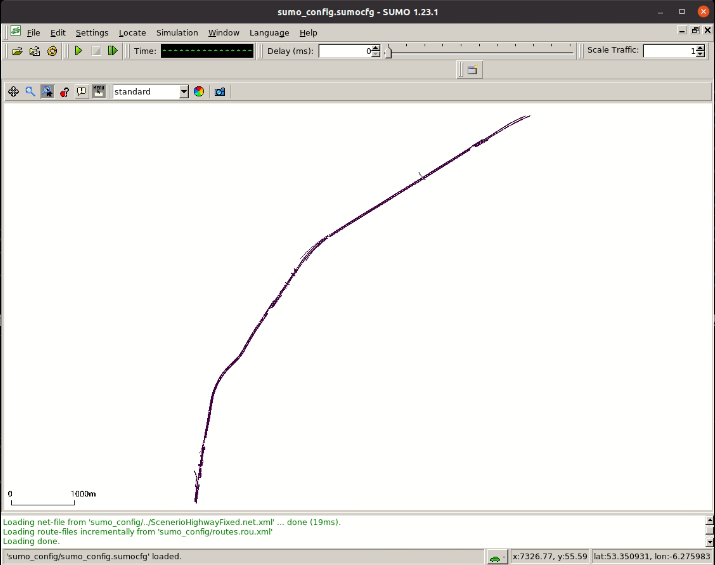 sumo_config.sumocfg - SUMO 1.23.1
File Edit Settings Locate Simulation Window Language Help
Time: Delay (ms): 0 Scale Traffic: 1
standard
0 1000m
Loading net-file from 'sumo_config/../ScenerioHighwayFixed.net.xml' ... done (19ms).
Loading route-files incrementally from 'sumo_config/routes.rou.xml'
Loading done.
'sumo_config/sumo_config.sumocfg' loaded. x:7326.77, y:55.59 lat:53.350931, lon:-6.275983